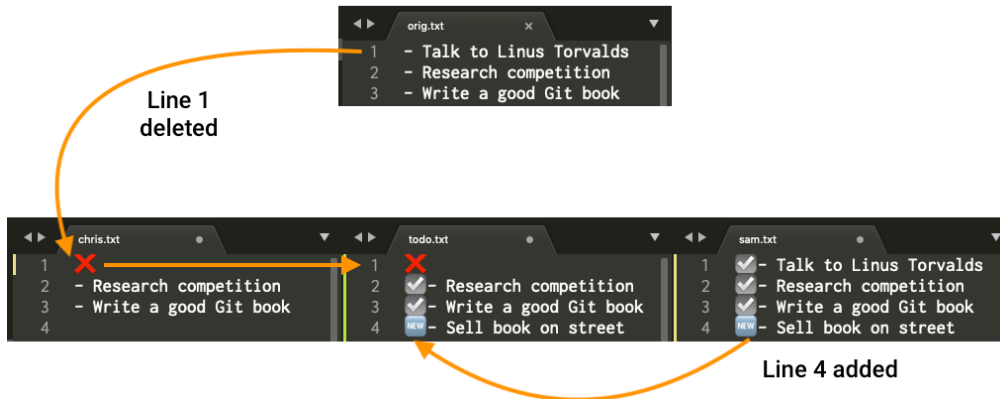 orig.txt
1 - Talk to Linus Torvalds
2 - Research competition
3 - Write a good Git book
Line 1
deleted
chris.txt
1
2 - Research competition
3 - Write a good Git book
4
todo.txt
1
2 - Research competition
3 - Write a good Git book
4 NEW - Sell book on street
sam.txt
1 - Talk to Linus Torvalds
2 - Research competition
3 - Write a good Git book
4 NEW - Sell book on street
Line 4 added